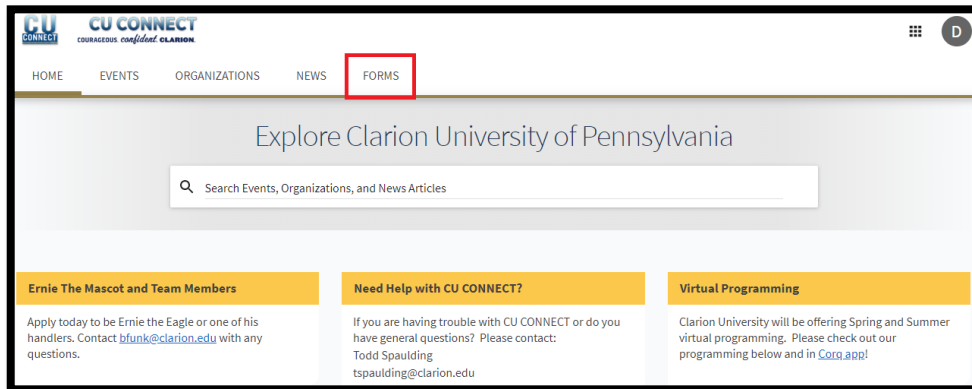 CU
CONNECT
CU CONNECT
COURAGEOUS. confident. CLARION.
D
HOME EVENTS ORGANIZATIONS NEWS FORMS
Explore Clarion University of Pennsylvania
Search Events, Organizations, and News Articles
Ernie The Mascot and Team Members
Apply today to be Ernie the Eagle or one of his
handlers. Contact bfunk@clarion.edu with any
questions.
Need Help with CU CONNECT?
If you are having trouble with CU CONNECT or do you
have general questions? Please contact:
Todd Spaulding
tspaulding@clarion.edu
Virtual Programming
Clarion University will be offering Spring and Summer
virtual programming. Please check out our
programming below and in Corq app!